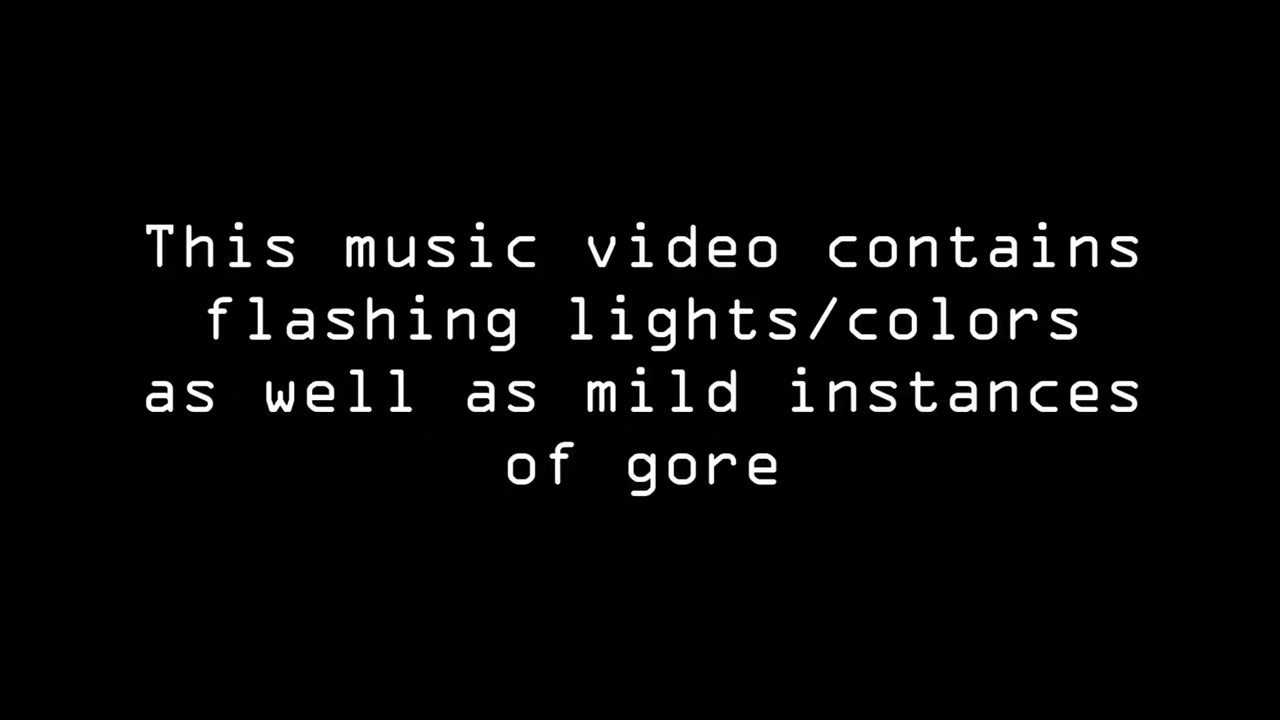 This music video contains
flashing lights/colors
as well as mild instances
of gore